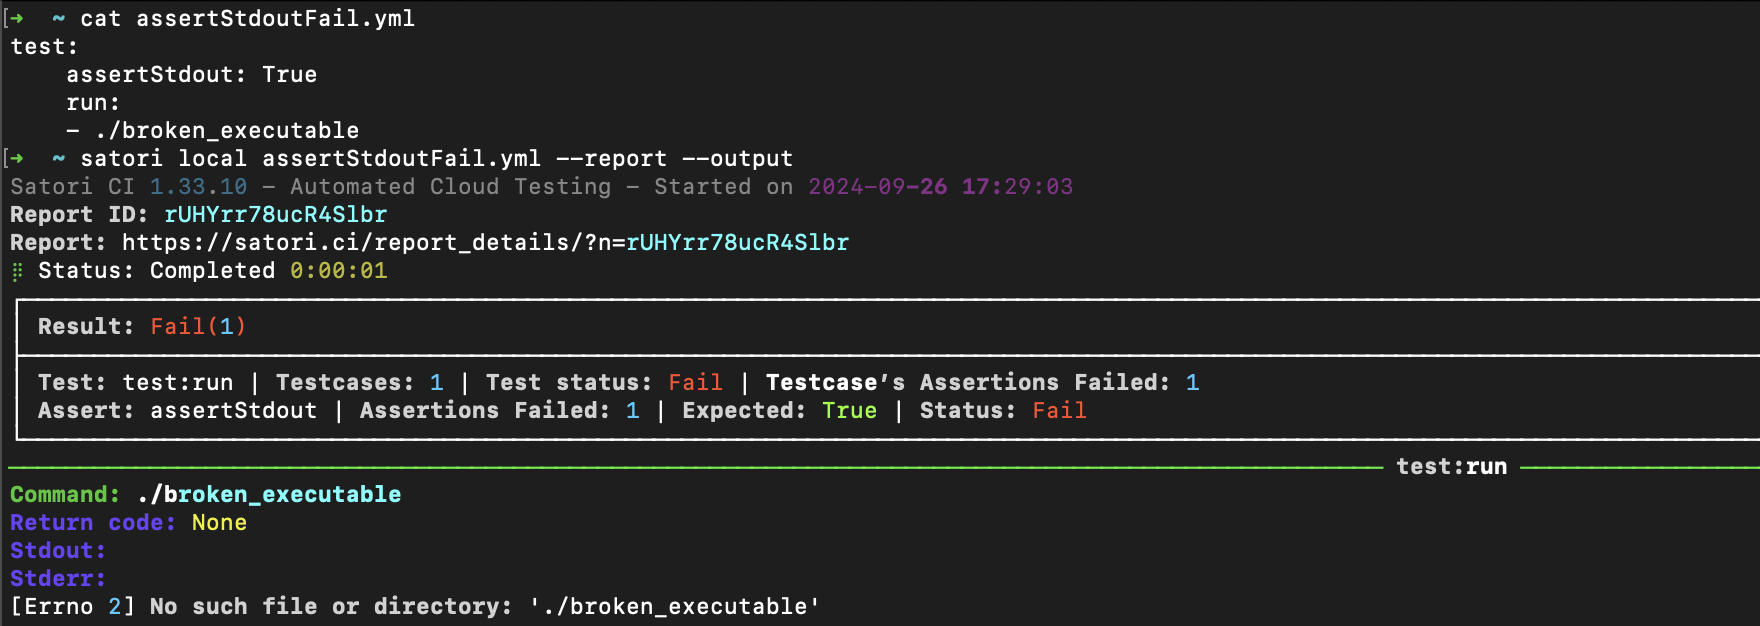 [➜  ~ cat assertStdoutFail.yml
test:
    assertStdout: True
    run:
    - ./broken_executable
[➜  ~ satori local assertStdoutFail.yml --report --output
Satori CI 1.33.10 - Automated Cloud Testing - Started on 2024-09-26 17:29:03
Report ID: rUHYrr78ucR4Slbr
Report: https://satori.ci/report_details/?n=rUHYrr78ucR4Slbr
⣾ Status: Completed 0:00:01
Result: Fail(1)
Test: test:run | Testcases: 1 | Test status: Fail | Testcase’s Assertions Failed: 1
Assert: assertStdout | Assertions Failed: 1 | Expected: True | Status: Fail
test:run
Command: ./broken_executable
Return code: None
Stdout:
Stderr:
[Errno 2] No such file or directory: './broken_executable'